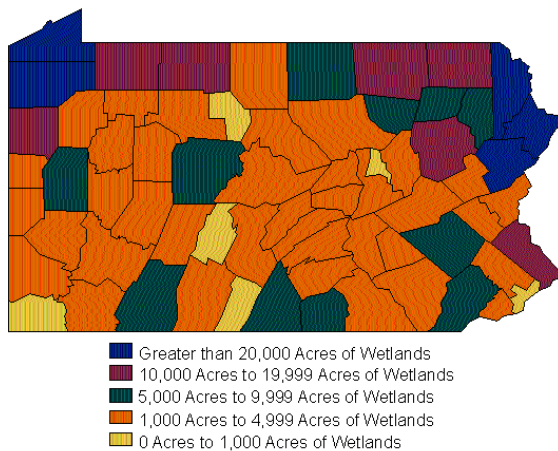 Greater than 20,000 Acres of Wetlands
10,000 Acres to 19,999 Acres of Wetlands
5,000 Acres to 9,999 Acres of Wetlands
1,000 Acres to 4,999 Acres of Wetlands
0 Acres to 1,000 Acres of Wetlands